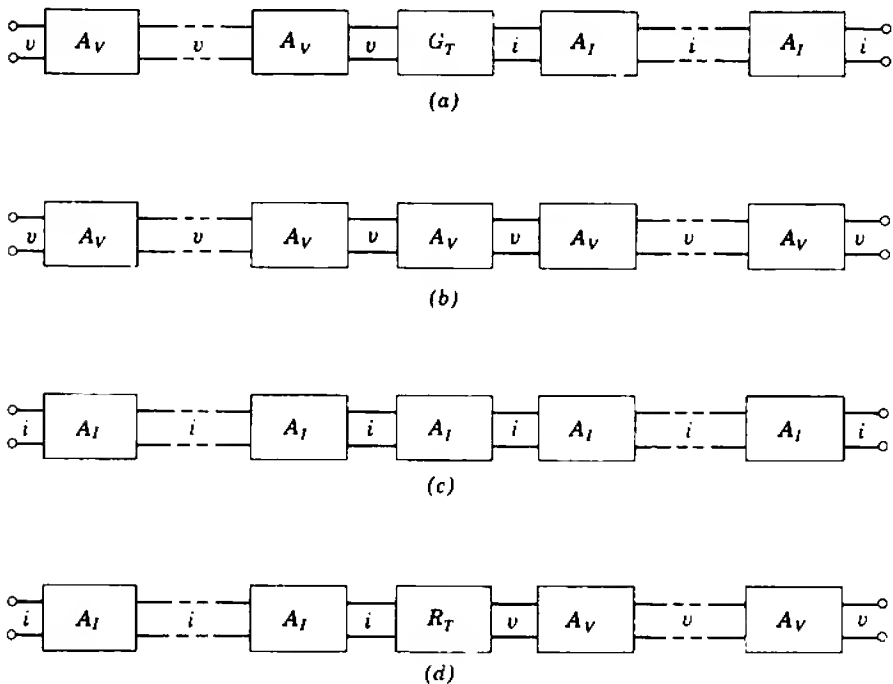 v A_V v A_V v G_T i A_I i A_I i
(a)
v A_V v A_V v A_V v A_V v A_V v
(b)
i A_I i A_I i A_I i A_I i A_I i
(c)
i A_I i A_I i R_T v A_V v A_V v
(d)